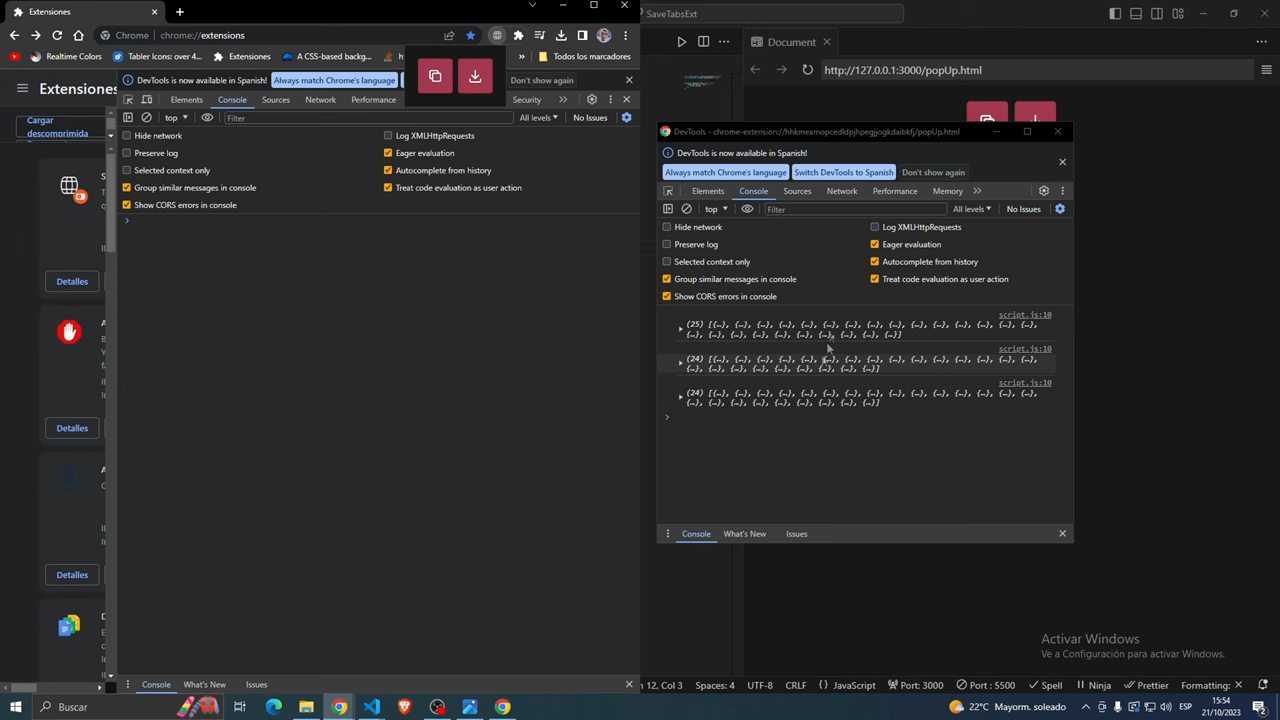 Extensiones
SaveTabsExt
Document
Chrome
chrome://extensions
http://127.0.0.1:3000/popUp.html
Realtime Colors
Tabler Icons: over 4...
Extensiones
A CSS-based backg...
Todos los marcadores
Extensiones
Cargar
descomprimida
DevTools is now available in Spanish!
Always match Chrome's language
Don't show again
Elements
Console
Sources
Network
Performance
Security
top
Filter
All levels
No Issues
Hide network
Log XMLHttpRequests
Preserve log
Eager evaluation
Selected context only
Autocomplete from history
Group similar messages in console
Treat code evaluation as user action
Show CORS errors in console
Detalles
Detalles
Detalles
DevTools - chrome-extension://hhkmeamopcedldpjhpegjjogkdaibkfj/popUp.html
DevTools is now available in Spanish!
Always match Chrome's language
Switch DevTools to Spanish
Don't show again
Elements
Console
Sources
Network
Performance
Memory
top
Filter
All levels
No Issues
Hide network
Log XMLHttpRequests
Preserve log
Eager evaluation
Selected context only
Autocomplete from history
Group similar messages in console
Treat code evaluation as user action
Show CORS errors in console
script.js:10
(25) [{…}, {…}, {…}, {…}, {…}, {…}, {…}, {…}, {…}, {…}, {…}, {…}, {…}, {…}, {…},
{…}, {…}, {…}, {…}, {…}, {…}, {…}, {…}, {…}, {…}]
script.js:10
(24) [{…}, {…}, {…}, {…}, {…}, {…}, {…}, {…}, {…}, {…}, {…}, {…}, {…}, {…}, {…},
{…}, {…}, {…}, {…}, {…}, {…}, {…}, {…}, {…}]
script.js:10
(24) [{…}, {…}, {…}, {…}, {…}, {…}, {…}, {…}, {…}, {…}, {…}, {…}, {…}, {…}, {…},
{…}, {…}, {…}, {…}, {…}, {…}, {…}, {…}, {…}]
Console
What's New
Issues
Activar Windows
Ve a Configuración para activar Windows.
Console
What's New
Issues
12, Col 3
Spaces: 4
UTF-8
CRLF
JavaScript
Port: 3000
Port : 5500
Spell
Ninja
Prettier
Formatting:
Buscar
22°C Mayorm. soleado
ESP
15:54
21/10/2023
2